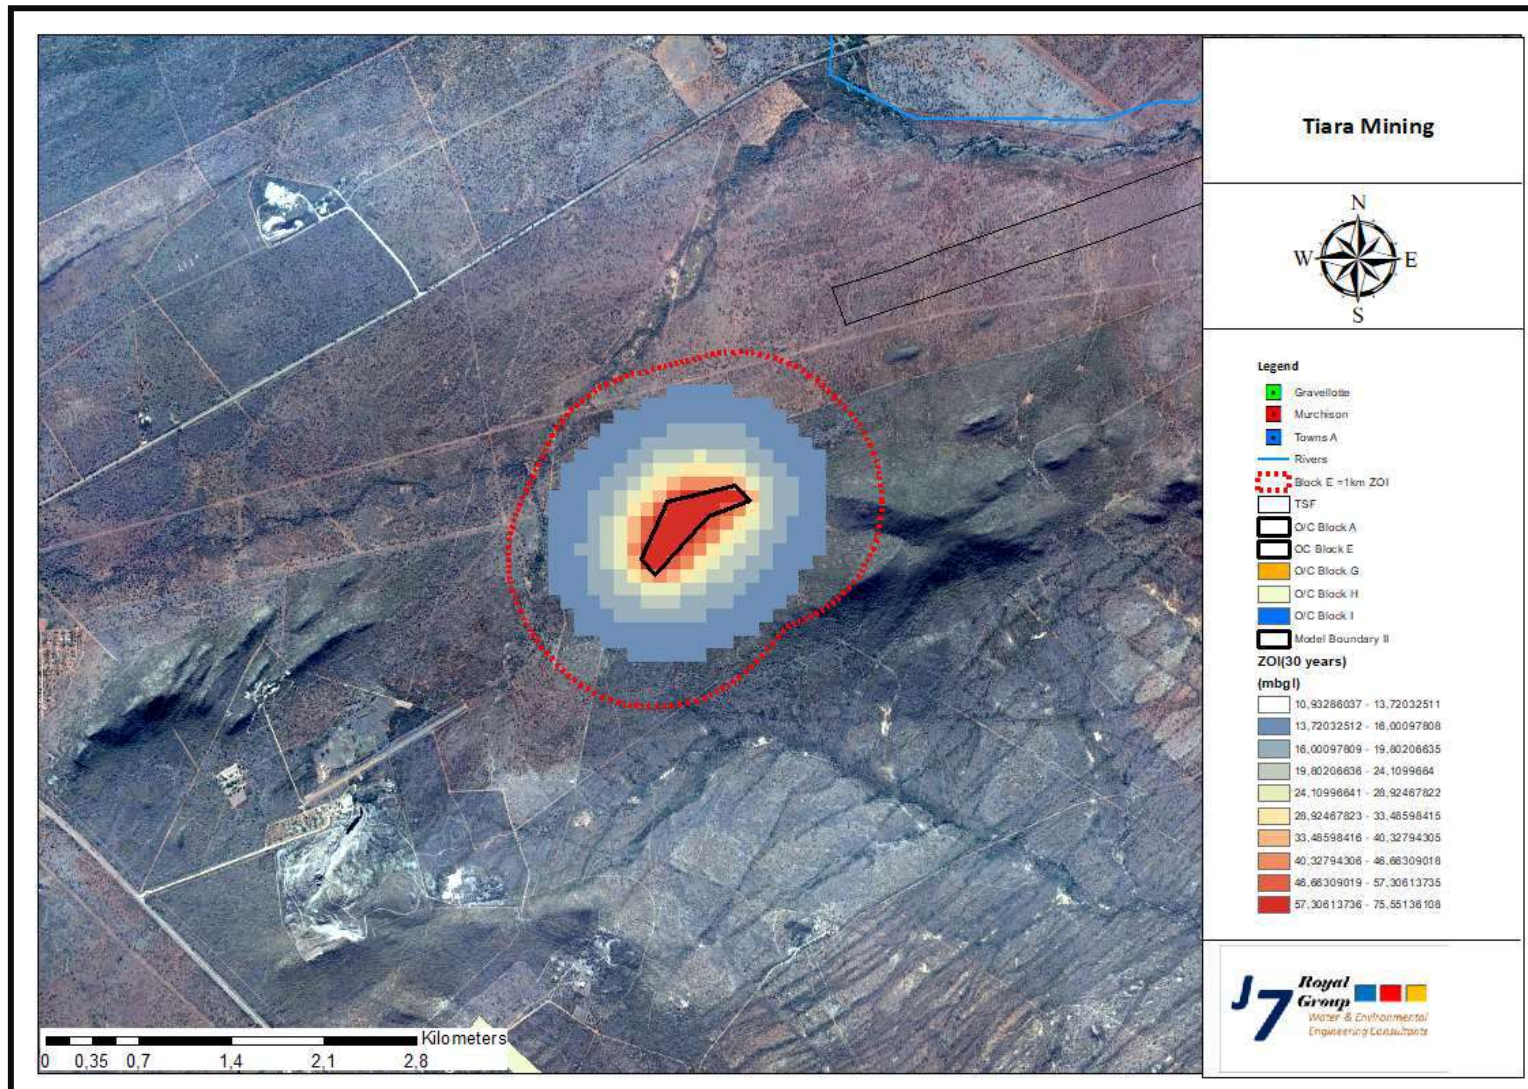 Tiara Mining
N
W
E
S
Legend
Gravellotte
Murchison
Towns A
Rivers
Block E =1km ZOI
TSF
O/C Block A
OC Block E
O/C Block G
O/C Block H
O/C Block I
Model Boundary II
ZOI(30 years)
(mbgl)
10,93286037 - 13,72032511
13,72032512 - 16,00097808
16,00097809 - 19,80206635
19,80206636 - 24,1099664
24,10996641 - 28,92467822
28,92467823 - 33,48598415
33,48598416 - 40,32794305
40,32794306 - 46,66309018
46,66309019 - 57,30613735
57,30613736 - 75,55136108
Kilometers
0 0,35 0,7 1,4 2,1 2,8
J7 Royal
Group
Water & Environmental
Engineering Consultants